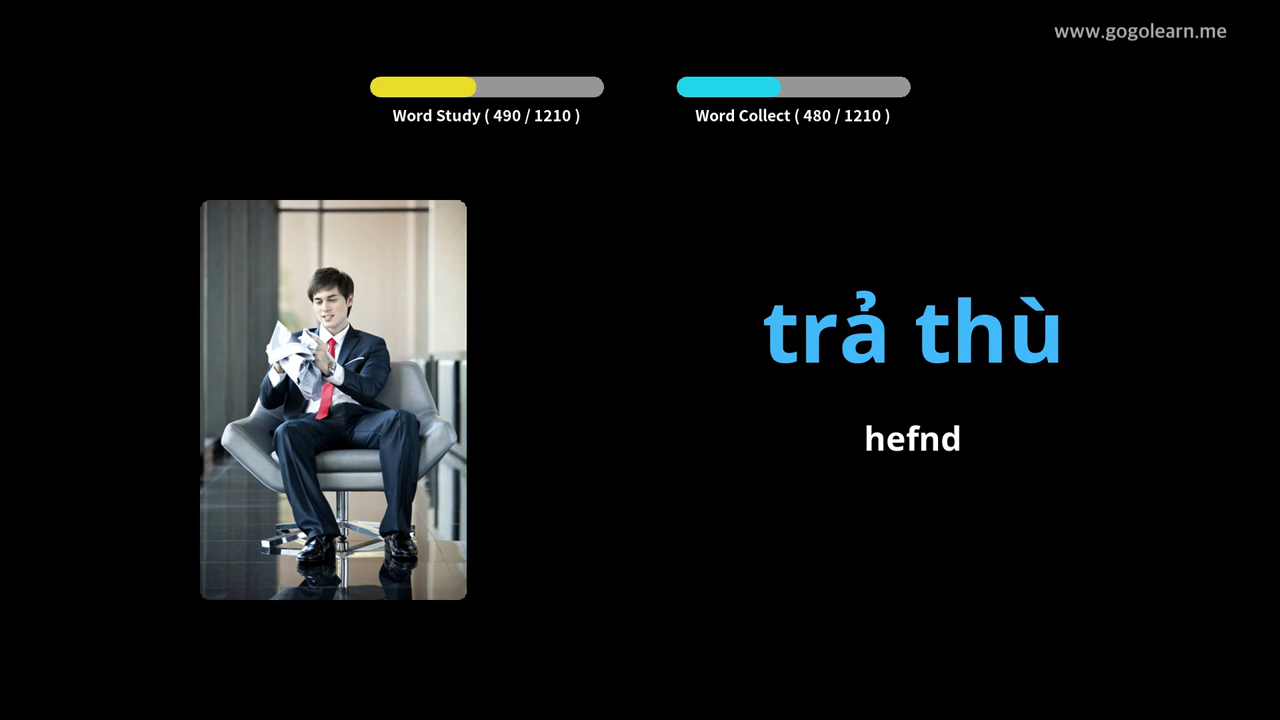 www.gogolearn.me
Word Study ( 490 / 1210 )
Word Collect ( 480 / 1210 )
trả thù
hefnd